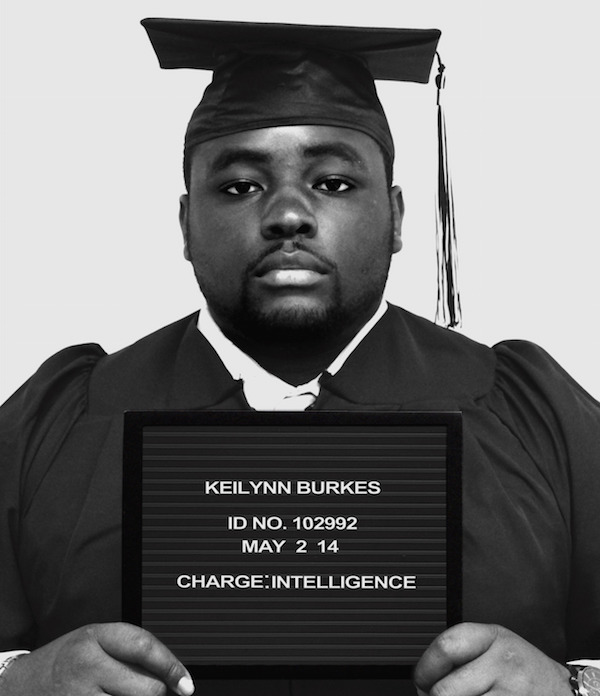 KEILYNN BURKES
ID NO. 102992
MAY 2 14
CHARGE:INTELLIGENCE